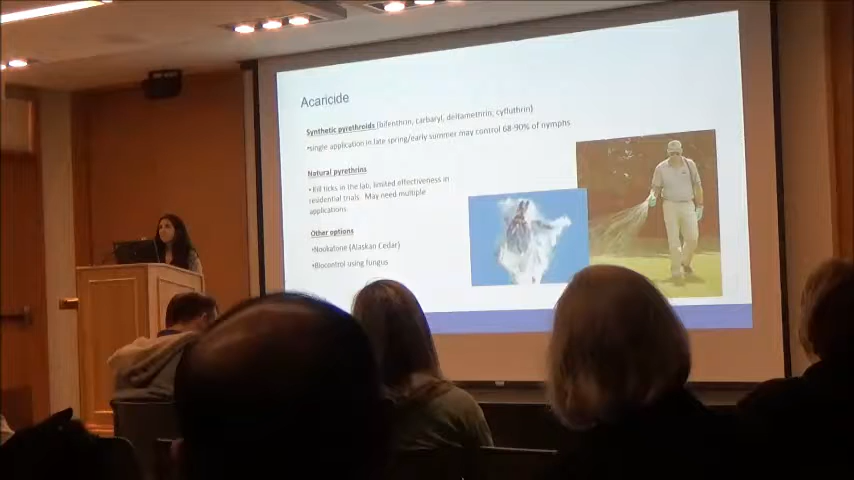 Acaricide
Synthetic pyrethroids (bifenthrin, carbaryl, deltamethrin, cyfluthrin)
•single application in late spring/early summer may control 68-90% of nymphs
Natural pyrethrins
•Kill ticks in the lab, limited effectiveness in
residential trials. May need multiple
applications.
Other options
•Nootkatone (Alaskan Cedar)
•Biocontrol using fungus